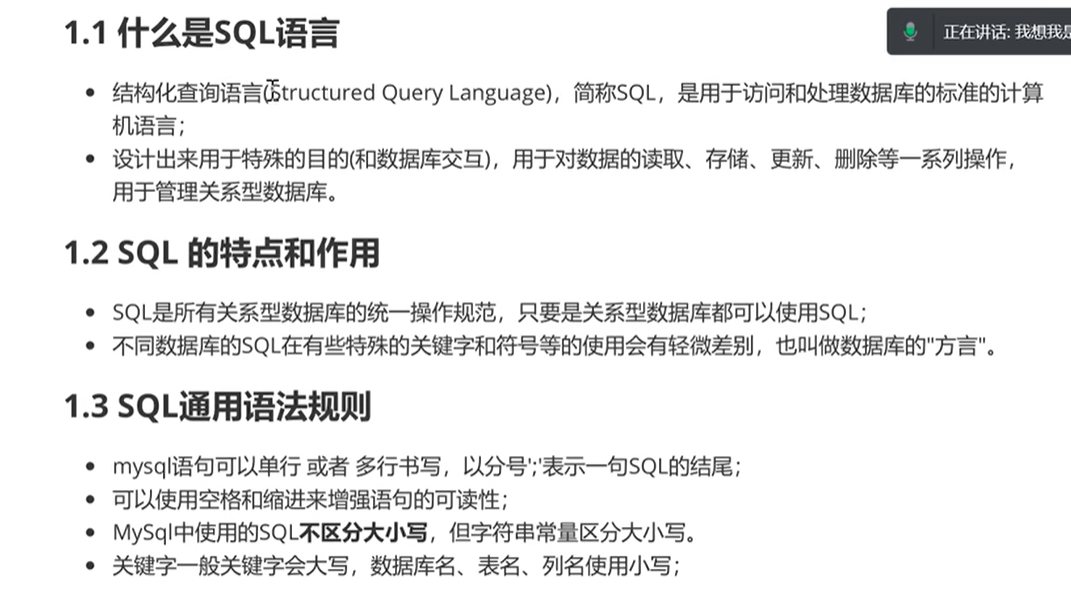 1.1 什么是SQL语言
正在讲话: 我想我是
结构化查询语言(Structured Query Language)，简称SQL，是用于访问和处理数据库的标准的计算
机语言；
设计出来用于特殊的目的(和数据库交互)，用于对数据的读取、存储、更新、删除等一系列操作，
用于管理关系型数据库。
1.2 SQL 的特点和作用
SQL是所有关系型数据库的统一操作规范，只要是关系型数据库都可以使用SQL；
不同数据库的SQL在有些特殊的关键字和符号等的使用会有轻微差别，也叫做数据库的"方言"。
1.3 SQL通用语法规则
mysql语句可以单行 或者 多行书写，以分号';'表示一句SQL的结尾；
可以使用空格和缩进来增强语句的可读性；
MySql中使用的SQL不区分大小写，但字符串常量区分大小写。
关键字一般关键字会大写，数据库名、表名、列名使用小写；